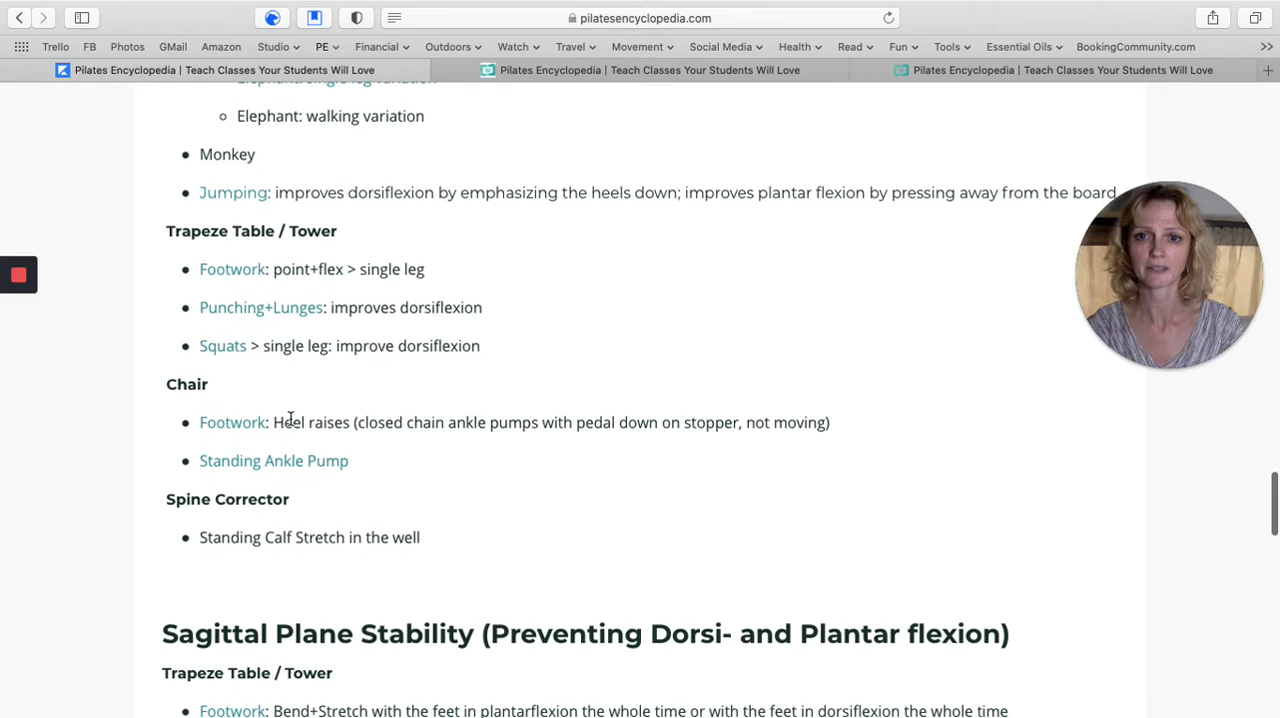 pilatesencyclopedia.com
Trello FB Photos GMail Amazon Studio PE Financial Outdoors Watch Travel Movement Social Media Health Read Fun Tools Essential Oils BookingCommunity.com >>
Pilates Encyclopedia | Teach Classes Your Students Will Love
Pilates Encyclopedia | Teach Classes Your Students Will Love
Pilates Encyclopedia | Teach Classes Your Students Will Love
Elephant: walking variation
Monkey
Jumping: improves dorsiflexion by emphasizing the heels down; improves plantar flexion by pressing away from the board
Trapeze Table / Tower
Footwork: point+flex > single leg
Punching+Lunges: improves dorsiflexion
Squats > single leg: improve dorsiflexion
Chair
Footwork: Heel raises (closed chain ankle pumps with pedal down on stopper, not moving)
Standing Ankle Pump
Spine Corrector
Standing Calf Stretch in the well
Sagittal Plane Stability (Preventing Dorsi- and Plantar flexion)
Trapeze Table / Tower
Footwork: Bend+Stretch with the feet in plantarflexion the whole time or with the feet in dorsiflexion the whole time